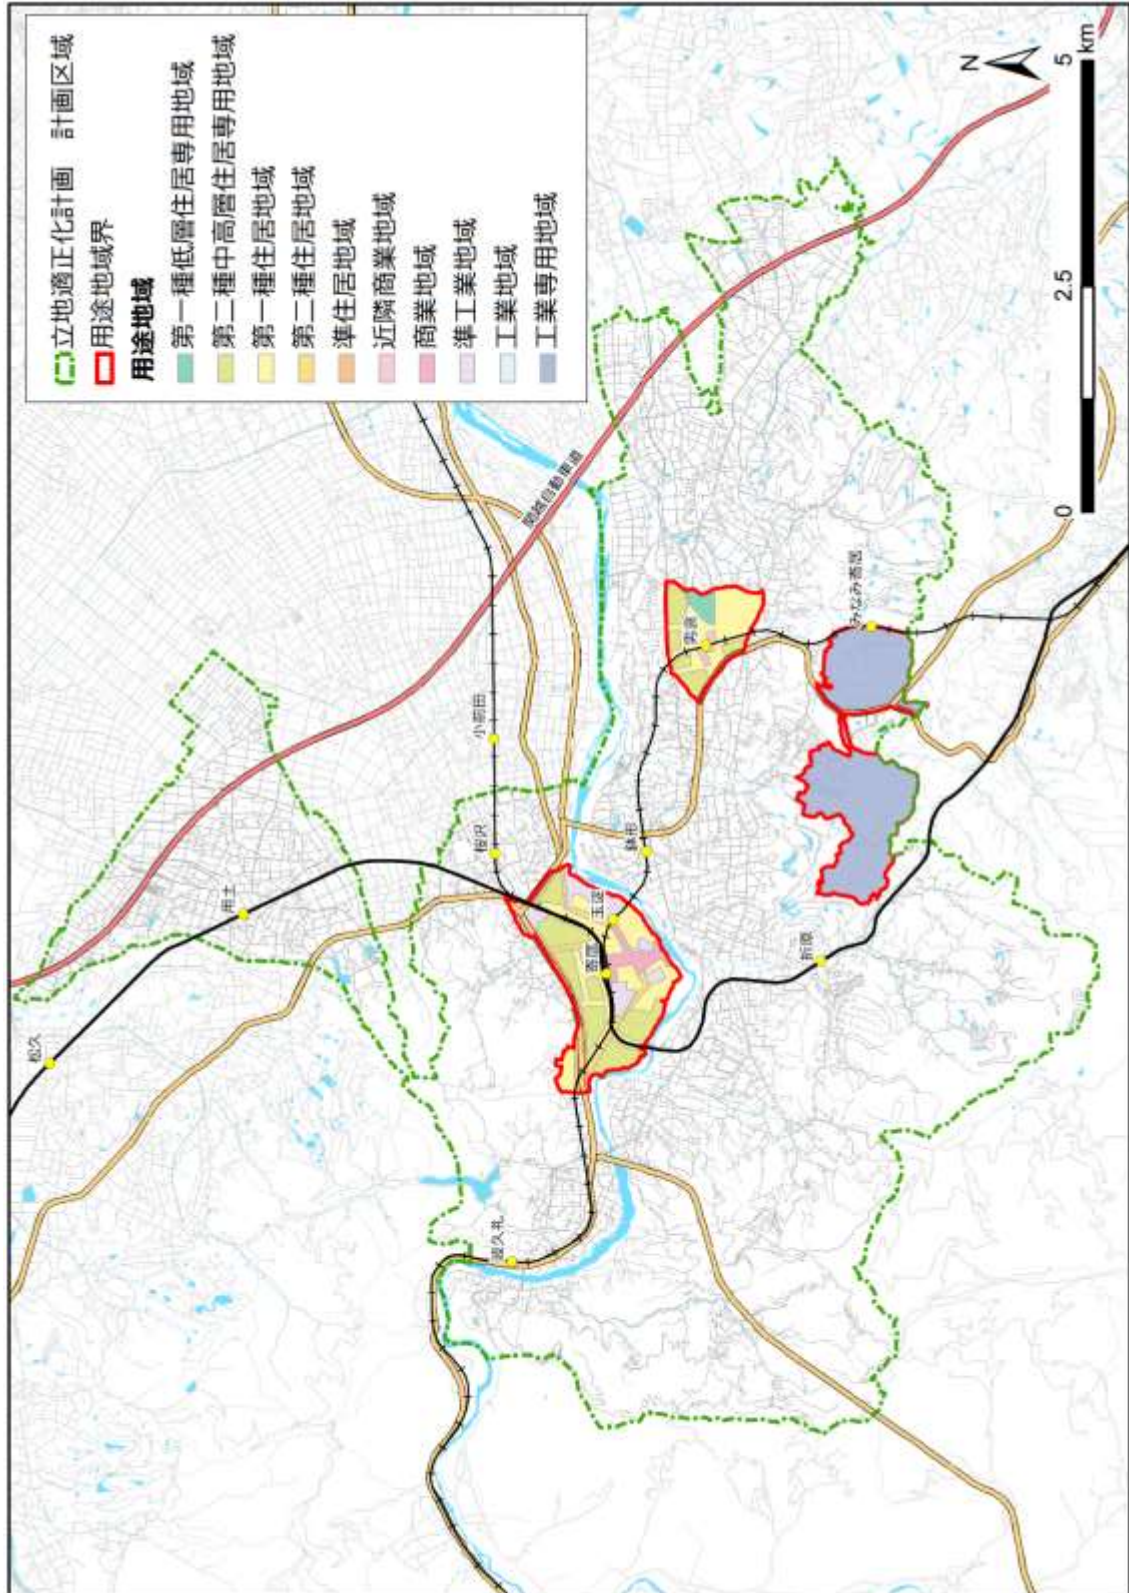 立地適正化計画　計画区域
用途地域界
用途地域
第一種低層住居専用地域
第二種中高層住居専用地域
第一種住居地域
第二種住居地域
準住居地域
近隣商業地域
商業地域
準工業地域
工業地域
工業専用地域
松久
用土
関越自動車道
小前田
桜沢
波久礼
寄居
玉淀
鉢形
男衾
折原
みなみ寄居
N
0
2.5
5
km